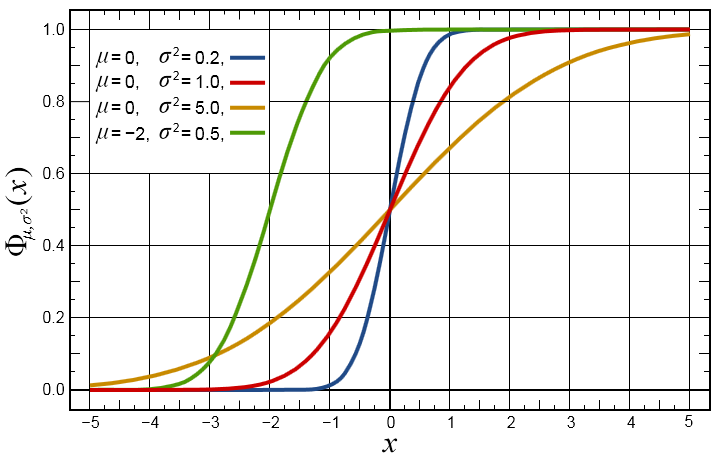 1.0
0.8
0.6
0.4
0.2
0.0
μ = 0, σ² = 0.2,
μ = 0, σ² = 1.0,
μ = 0, σ² = 5.0,
μ = −2, σ² = 0.5,
Φμ,σ²(x)
−5 −4 −3 −2 −1 0 1 2 3 4 5
x